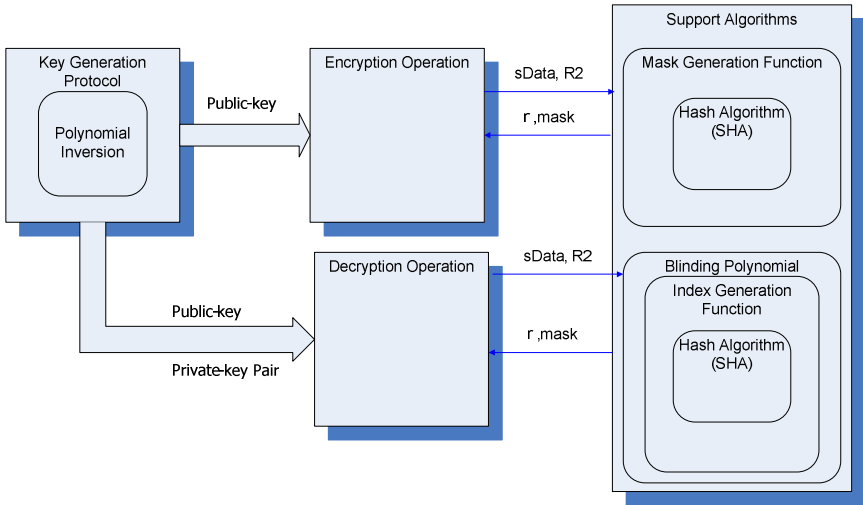 Key Generation
Protocol
Polynomial
Inversion
Public-key
Encryption Operation
sData, R2
r ,mask
Support Algorithms
Mask Generation Function
Hash Algorithm
(SHA)
Public-key
Private-key Pair
Decryption Operation
sData, R2
r ,mask
Blinding Polynomial
Index Generation
Function
Hash Algorithm
(SHA)